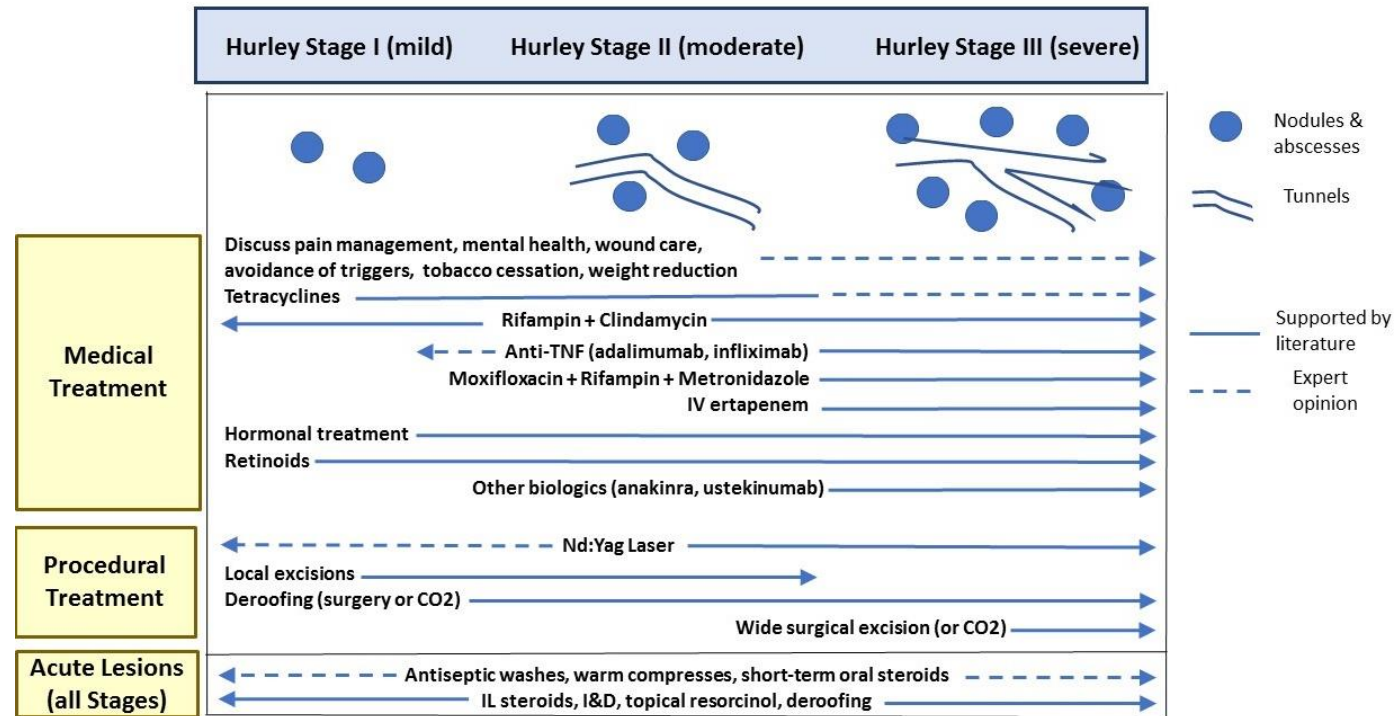 Hurley Stage I (mild)
Hurley Stage II (moderate)
Hurley Stage III (severe)
Nodules &
abscesses
Tunnels
Supported by
literature
Expert
opinion
Medical
Treatment
Discuss pain management, mental health, wound care,
avoidance of triggers, tobacco cessation, weight reduction
Tetracyclines
Rifampin + Clindamycin
Anti-TNF (adalimumab, infliximab)
Moxifloxacin + Rifampin + Metronidazole
IV ertapenem
Hormonal treatment
Retinoids
Other biologics (anakinra, ustekinumab)
Procedural
Treatment
Nd:Yag Laser
Local excisions
Deroofing (surgery or CO2)
Wide surgical excision (or CO2)
Acute Lesions
(all Stages)
Antiseptic washes, warm compresses, short-term oral steroids
IL steroids, I&D, topical resorcinol, deroofing